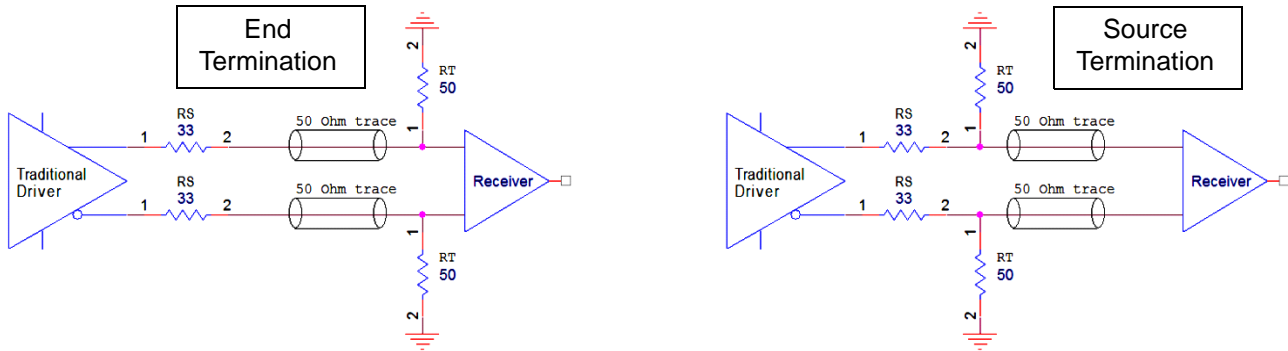 End
Termination
2
RT
50
1
RS
33
1
2
50 Ohm trace
Traditional
Driver
RS
33
1
2
50 Ohm trace
Receiver
1
RT
50
2
Source
Termination
2
RT
50
1
RS
33
1
2
50 Ohm trace
Traditional
Driver
RS
33
1
2
50 Ohm trace
Receiver
1
RT
50
2